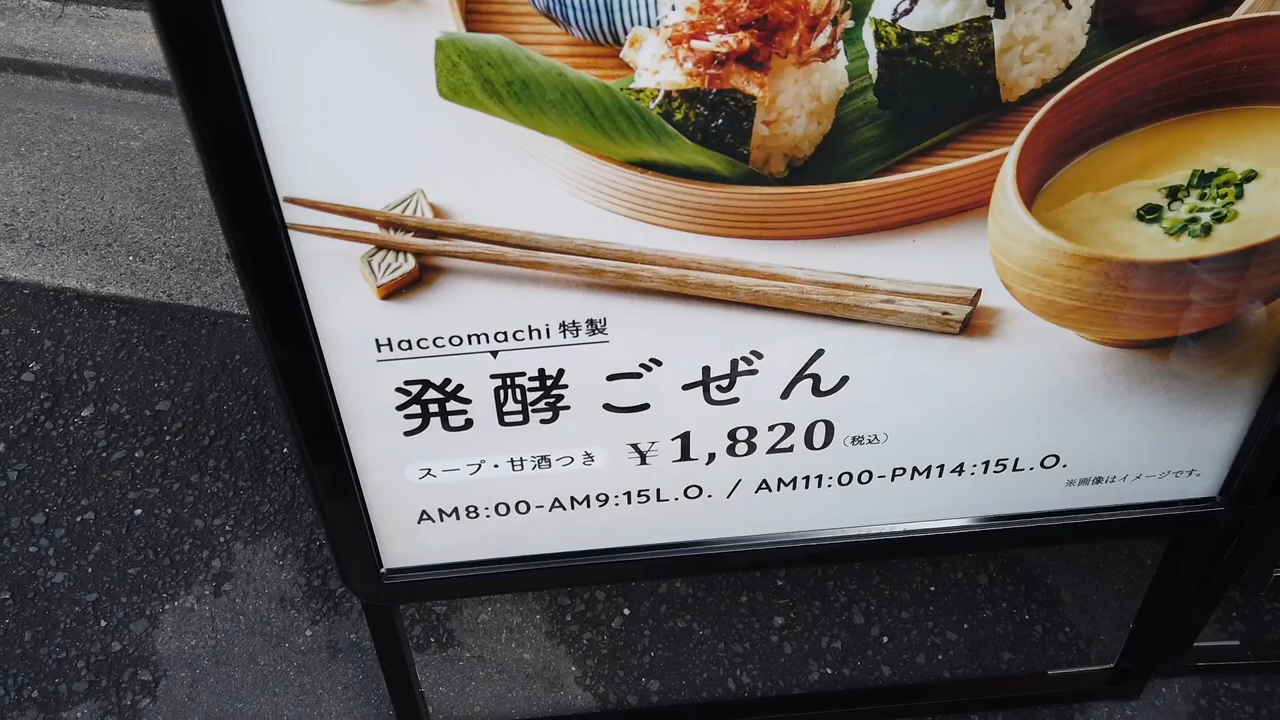 Haccomachi 特製
発酵ごぜん
スープ・甘酒つき ¥1,820(税込)
AM8:00-AM9:15L.O. / AM11:00-PM14:15L.O.
※画像はイメージです。